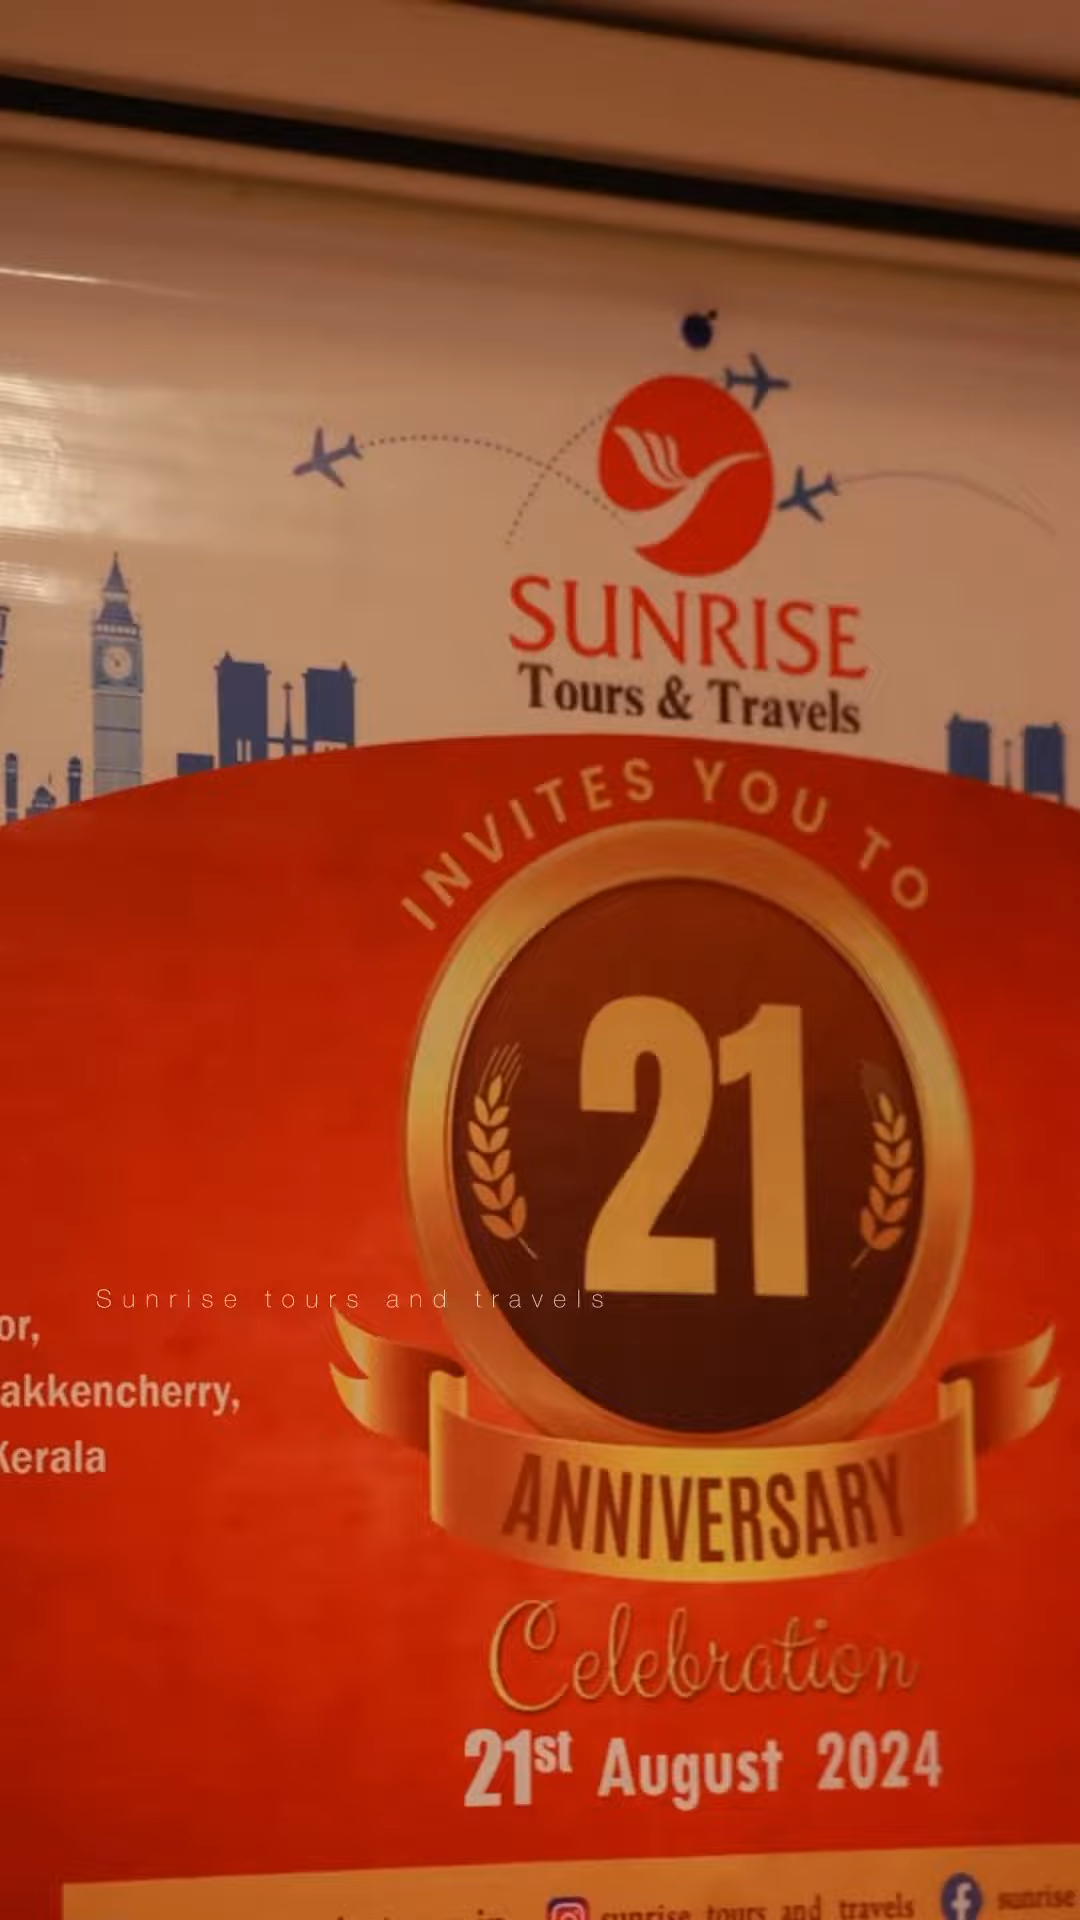 SUNRISE
Tours & Travels
INVITES YOU TO
21
Sunrise tours and travels
or,
akkencherry,
Kerala
ANNIVERSARY
Celebration
21st August 2024
sunrise tours and travels
sunrise